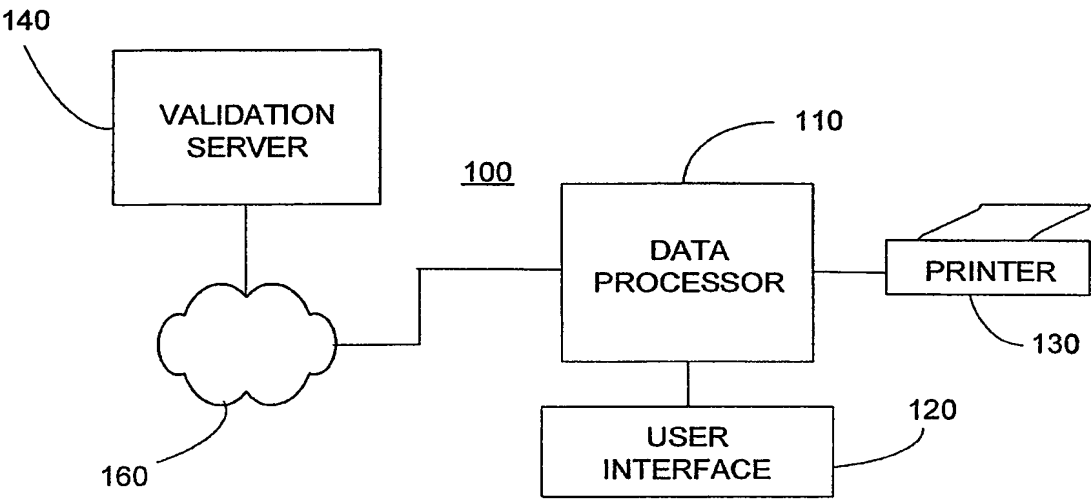 140
VALIDATION
SERVER
100
110
DATA
PROCESSOR
PRINTER
130
120
USER
INTERFACE
160